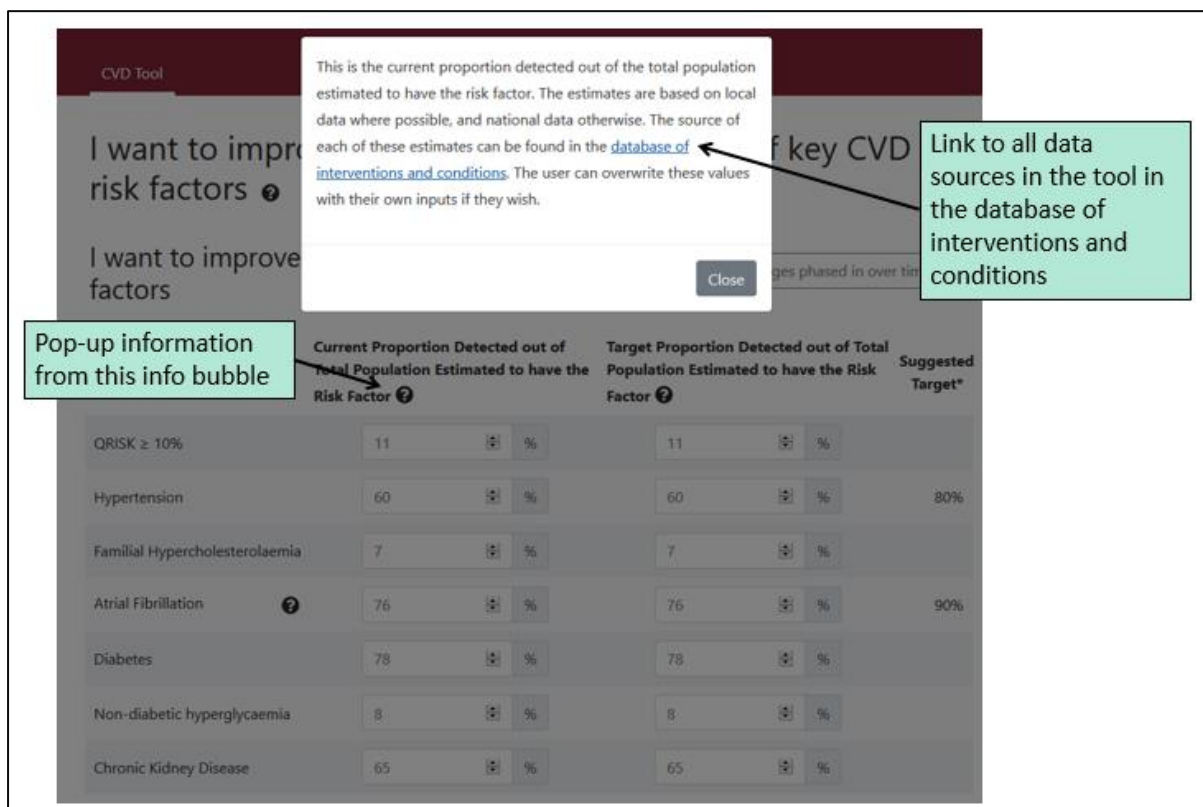 CVD Tool
This is the current proportion detected out of the total population
estimated to have the risk factor. The estimates are based on local
data where possible, and national data otherwise. The source of
each of these estimates can be found in the database of
interventions and conditions. The user can overwrite these values
with their own inputs if they wish.
Close
Link to all data
sources in the tool in
the database of
interventions and
conditions
I want to impro f key CVD
risk factors ?
I want to improve
factors
ges phased in over tim
Pop-up information
from this info bubble
Current Proportion Detected out of
Total Population Estimated to have the
Risk Factor ?
Target Proportion Detected out of Total
Population Estimated to have the Risk
Factor ?
Suggested
Target*
QRISK ≥ 10% 11 % 11 %
Hypertension 60 % 60 % 80%
Familial Hypercholesterolaemia 7 % 7 %
Atrial Fibrillation ? 76 % 76 % 90%
Diabetes 78 % 78 %
Non-diabetic hyperglycaemia 8 % 8 %
Chronic Kidney Disease 65 % 65 %